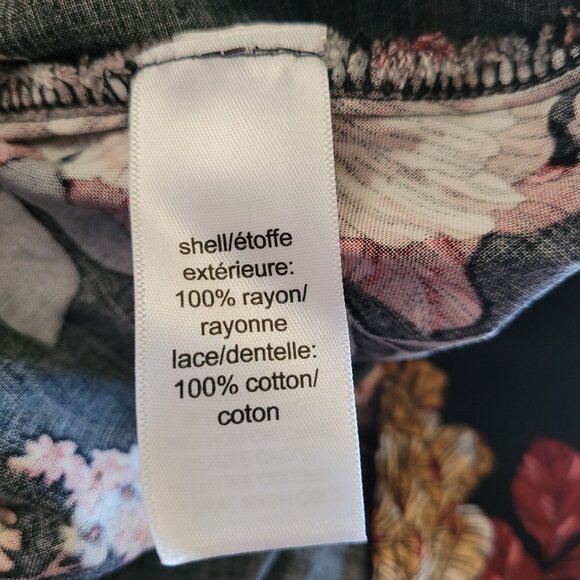 shell/étoffe
extérieure:
100% rayon/
rayonne
lace/dentelle:
100% cotton/
coton